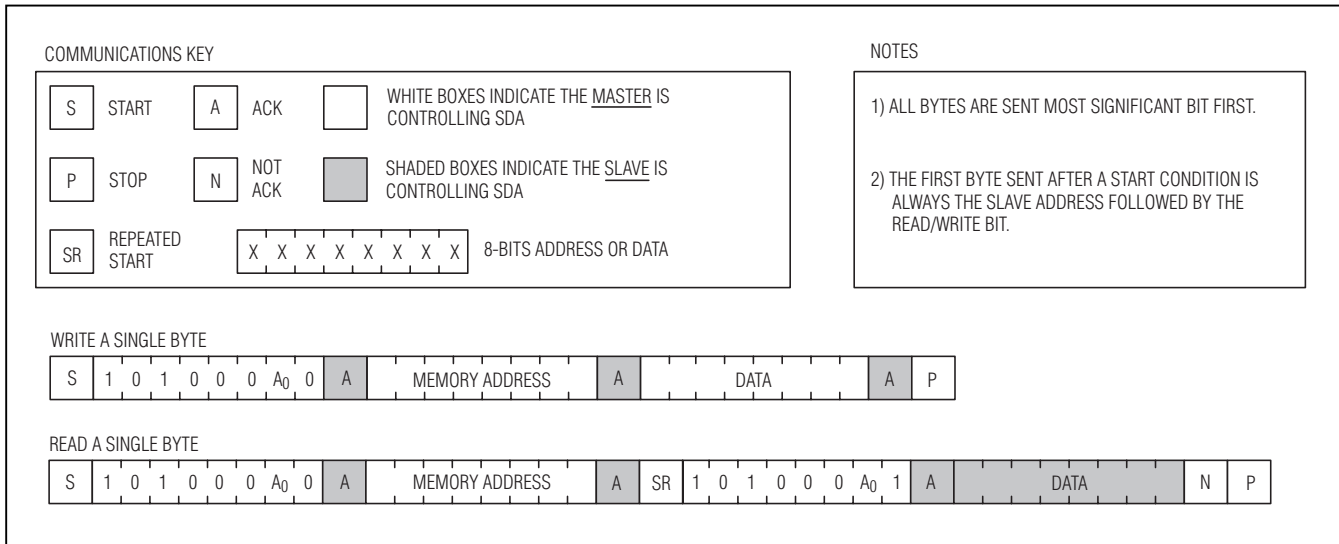 COMMUNICATIONS KEY
S START A ACK WHITE BOXES INDICATE THE MASTER IS
CONTROLLING SDA
P STOP N NOT
ACK SHADED BOXES INDICATE THE SLAVE IS
CONTROLLING SDA
SR REPEATED
START X X X X X X X X 8-BITS ADDRESS OR DATA
NOTES
1) ALL BYTES ARE SENT MOST SIGNIFICANT BIT FIRST.
2) THE FIRST BYTE SENT AFTER A START CONDITION IS
ALWAYS THE SLAVE ADDRESS FOLLOWED BY THE
READ/WRITE BIT.
WRITE A SINGLE BYTE
S 1 0 1 0 0 0 A0 0 A MEMORY ADDRESS A DATA A P
READ A SINGLE BYTE
S 1 0 1 0 0 0 A0 0 A MEMORY ADDRESS A SR 1 0 1 0 0 0 A0 1 A DATA N P